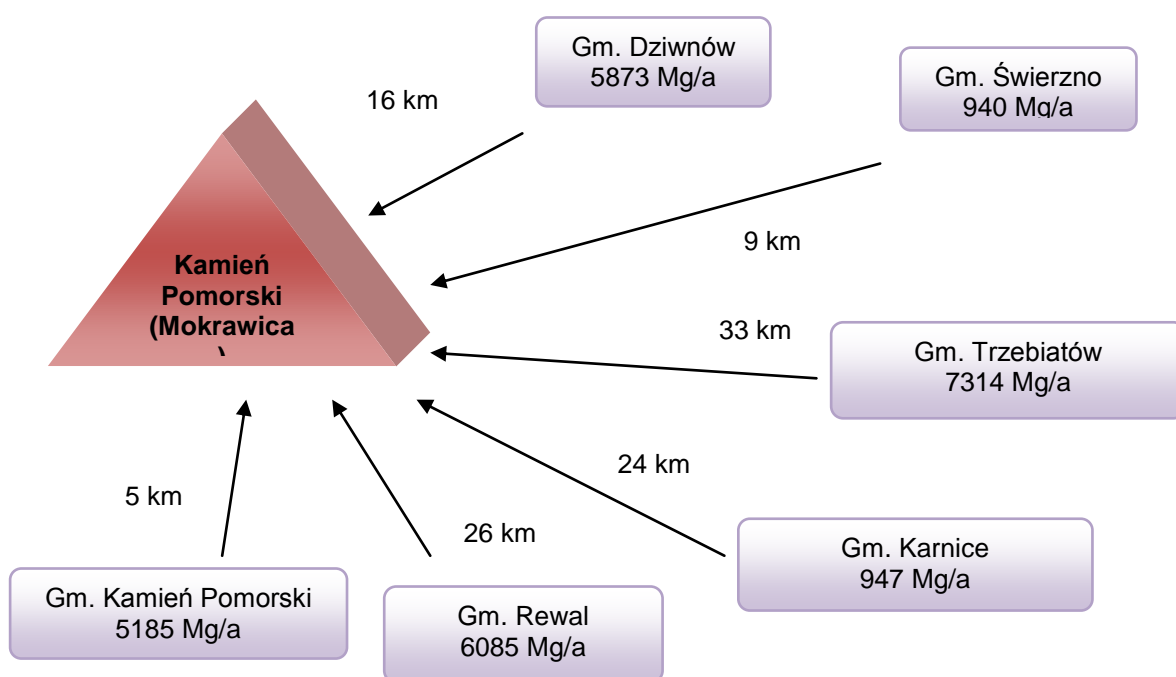 Gm. Dziwnów
5873 Mg/a
Gm. Świerzno
940 Mg/a
16 km
9 km
Kamień
Pomorski
(Mokrawica
)
33 km
Gm. Trzebiatów
7314 Mg/a
24 km
5 km
26 km
Gm. Karnice
947 Mg/a
Gm. Kamień Pomorski
5185 Mg/a
Gm. Rewal
6085 Mg/a